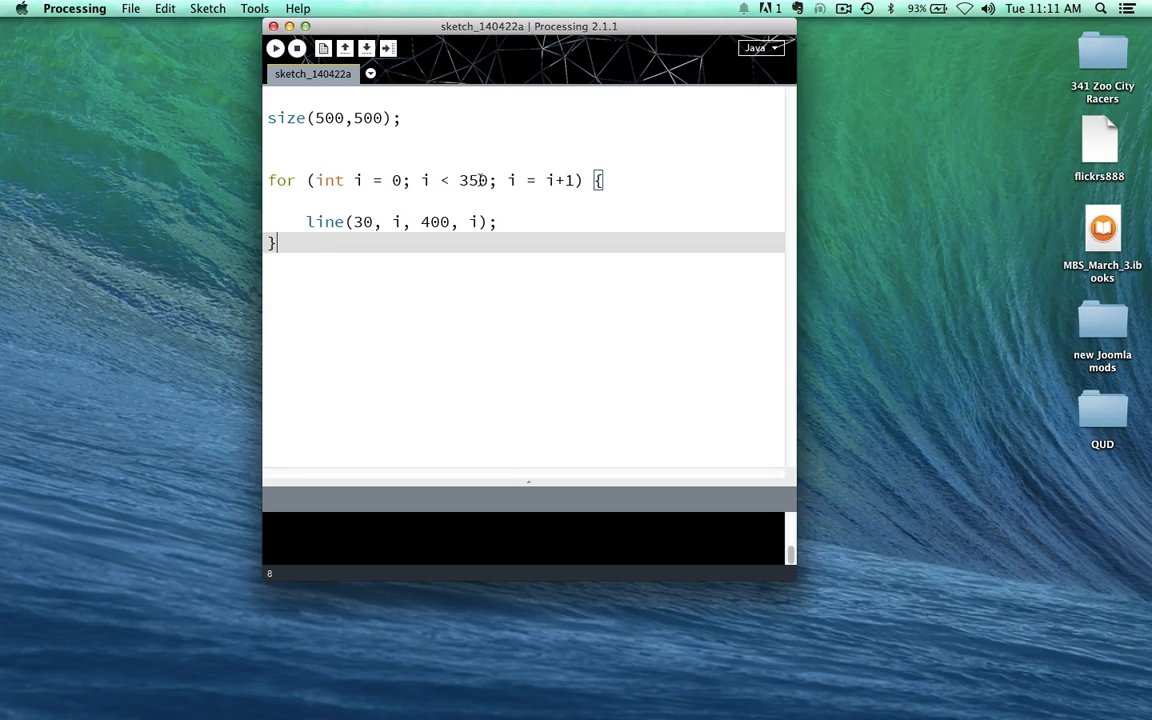 Processing File Edit Sketch Tools Help 1 93% Tue 11:11 AM
sketch_140422a | Processing 2.1.1
Java
sketch_140422a
size(500,500);
for (int i = 0; i < 350; i = i+1) {
line(30, i, 400, i);
}
8
341 Zoo City
Racers
flickrs888
MBS_March_3.ib
ooks
new Joomla
mods
QUD